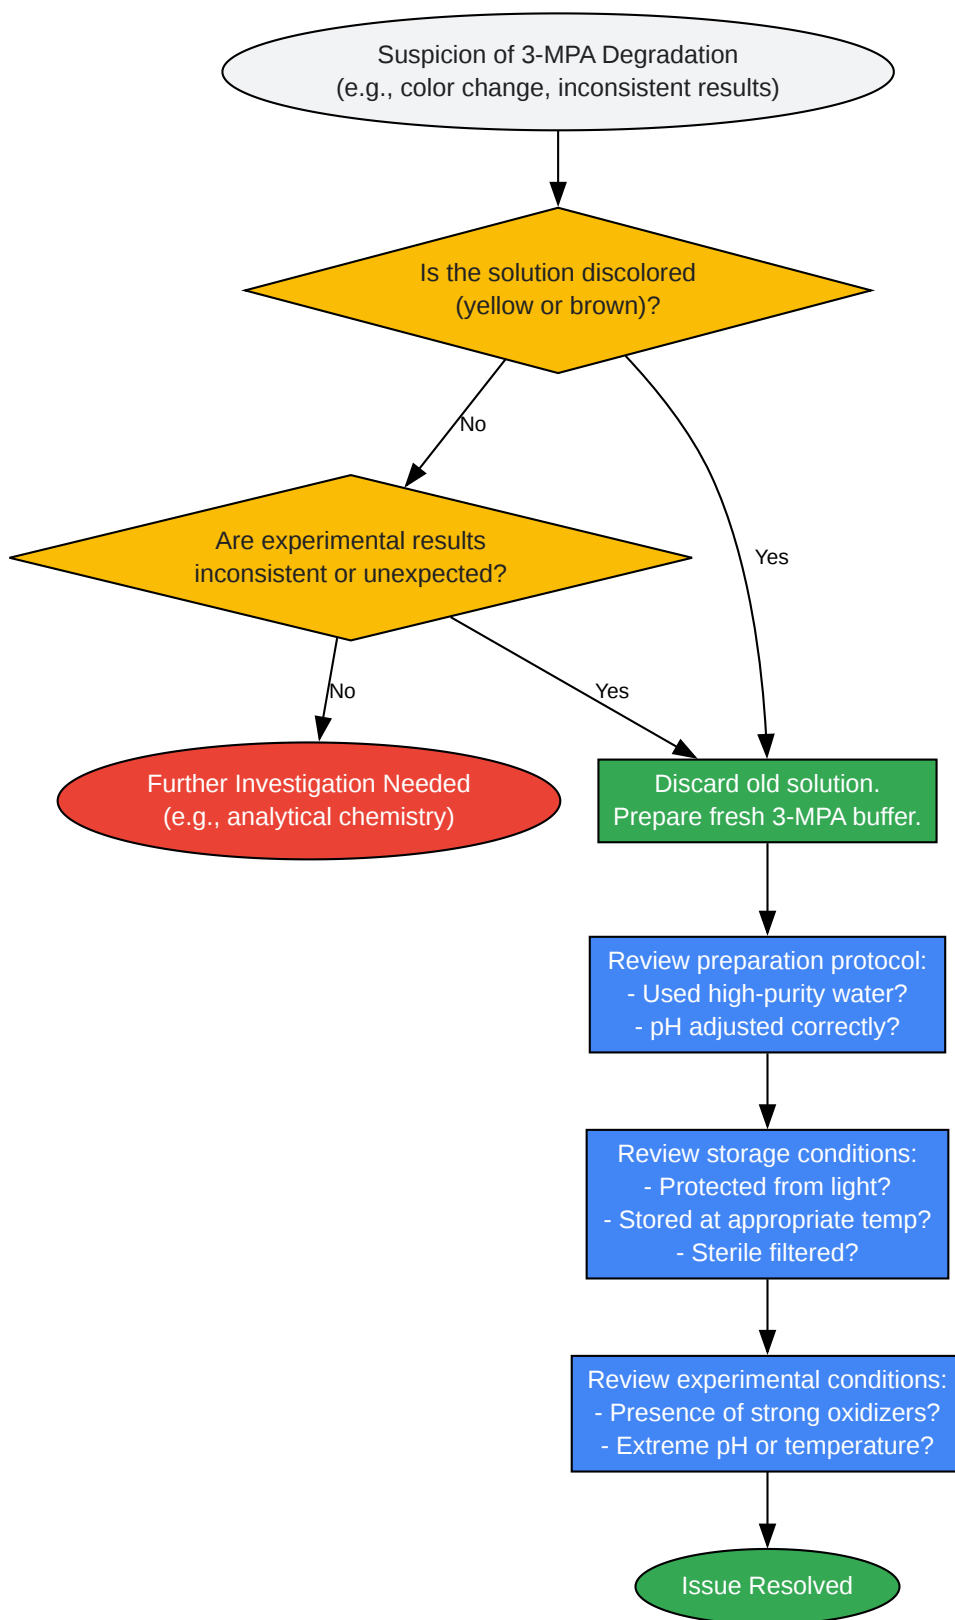 Suspicion of 3-MPA Degradation
(e.g., color change, inconsistent results)
Is the solution discolored
(yellow or brown)?
No
Yes
Are experimental results
inconsistent or unexpected?
No
Yes
Further Investigation Needed
(e.g., analytical chemistry)
Discard old solution.
Prepare fresh 3-MPA buffer.
Review preparation protocol:
- Used high-purity water?
- pH adjusted correctly?
Review storage conditions:
- Protected from light?
- Stored at appropriate temp?
- Sterile filtered?
Review experimental conditions:
- Presence of strong oxidizers?
- Extreme pH or temperature?
Issue Resolved